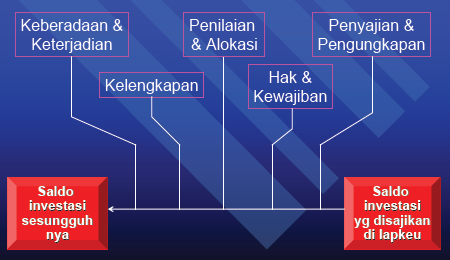 Keberadaan &
Keterjadian
Penilaian
& Alokasi
Penyajian &
Pengungkapan
Kelengkapan
Hak &
Kewajiban
Saldo
investasi
sesungguh
nya
Saldo
investasi
yg disajikan
di lapkeu